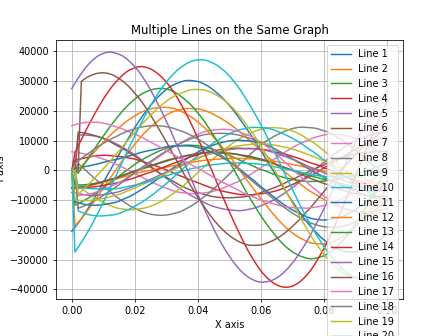 Multiple Lines on the Same Graph
40000
30000
20000
10000
0
−10000
−20000
−30000
−40000
0.00
0.02
0.04
0.06
X axis
Line 1
Line 2
Line 3
Line 4
Line 5
Line 6
Line 7
Line 8
Line 9
Line 10
Line 11
Line 12
Line 13
Line 14
Line 15
Line 16
Line 17
Line 18
Line 19
Line 20